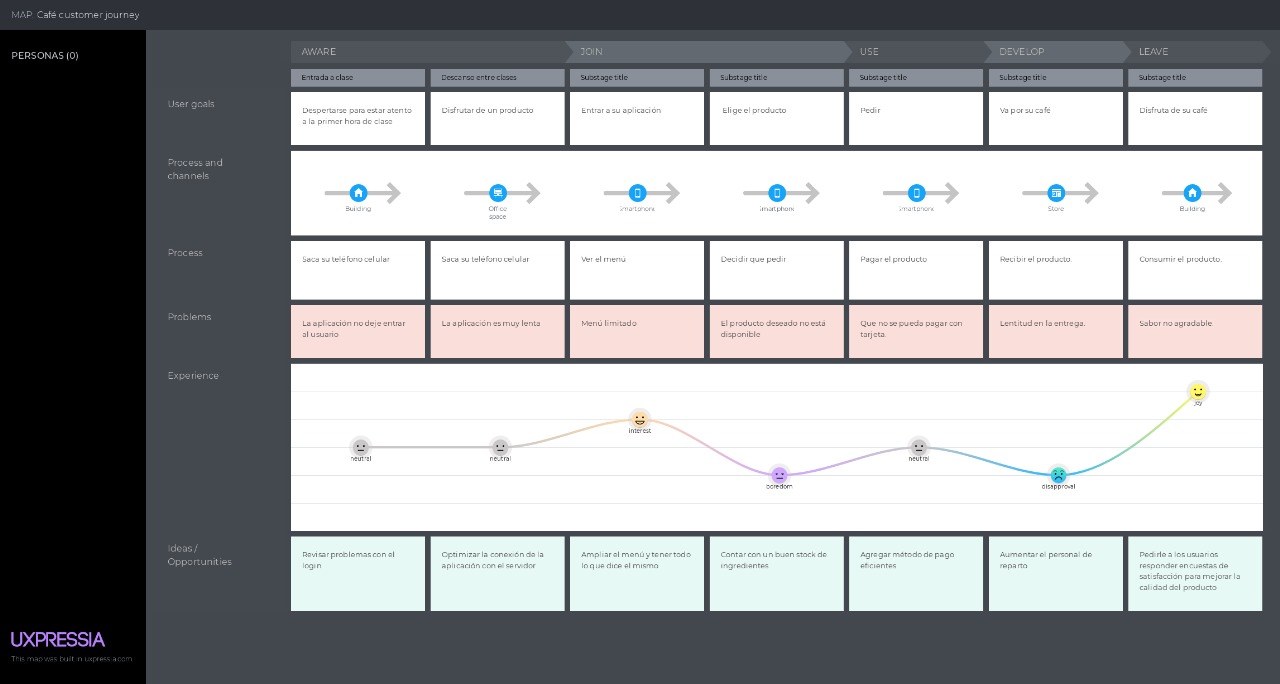 MAP: Café customer journey
PERSONAS (0)
AWARE
JOIN
USE
DEVELOP
LEAVE
Entrada a clase
Descanso entre clases
Substage title
Substage title
Substage title
Substage title
Substage title
User goals
Despertarse para estar atento
a la primer hora de clase
Disfrutar de un producto
Entrar a su aplicación
Elige el producto
Pedir
Va por su café
Disfruta de su café
Process and
channels
Building
Office
space
Smartphone
Smartphone
Smartphone
Store
Building
Process
Saca su teléfono celular
Saca su teléfono celular
Ver el menú
Decidir que pedir
Pagar el producto
Recibir el producto.
Consumir el producto.
Problems
La aplicación no deje entrar
al usuario
La aplicación es muy lenta
Menú limitado
El producto deseado no está
disponible
Que no se pueda pagar con
tarjeta.
Lentitud en la entrega.
Sabor no agradable.
Experience
neutral
neutral
interest
boredom
neutral
disapproval
joy
Ideas /
Opportunities
Revisar problemas con el
login
Optimizar la conexión de la
aplicación con el servidor
Ampliar el menú y tener todo
lo que dice el mismo
Contar con un buen stock de
ingredientes
Agregar método de pago
eficientes
Aumentar el personal de
reparto
Pedirle a los usuarios
responder encuestas de
satisfacción para mejorar la
calidad del producto
UXPRESSIA
This map was built in uxpressia.com